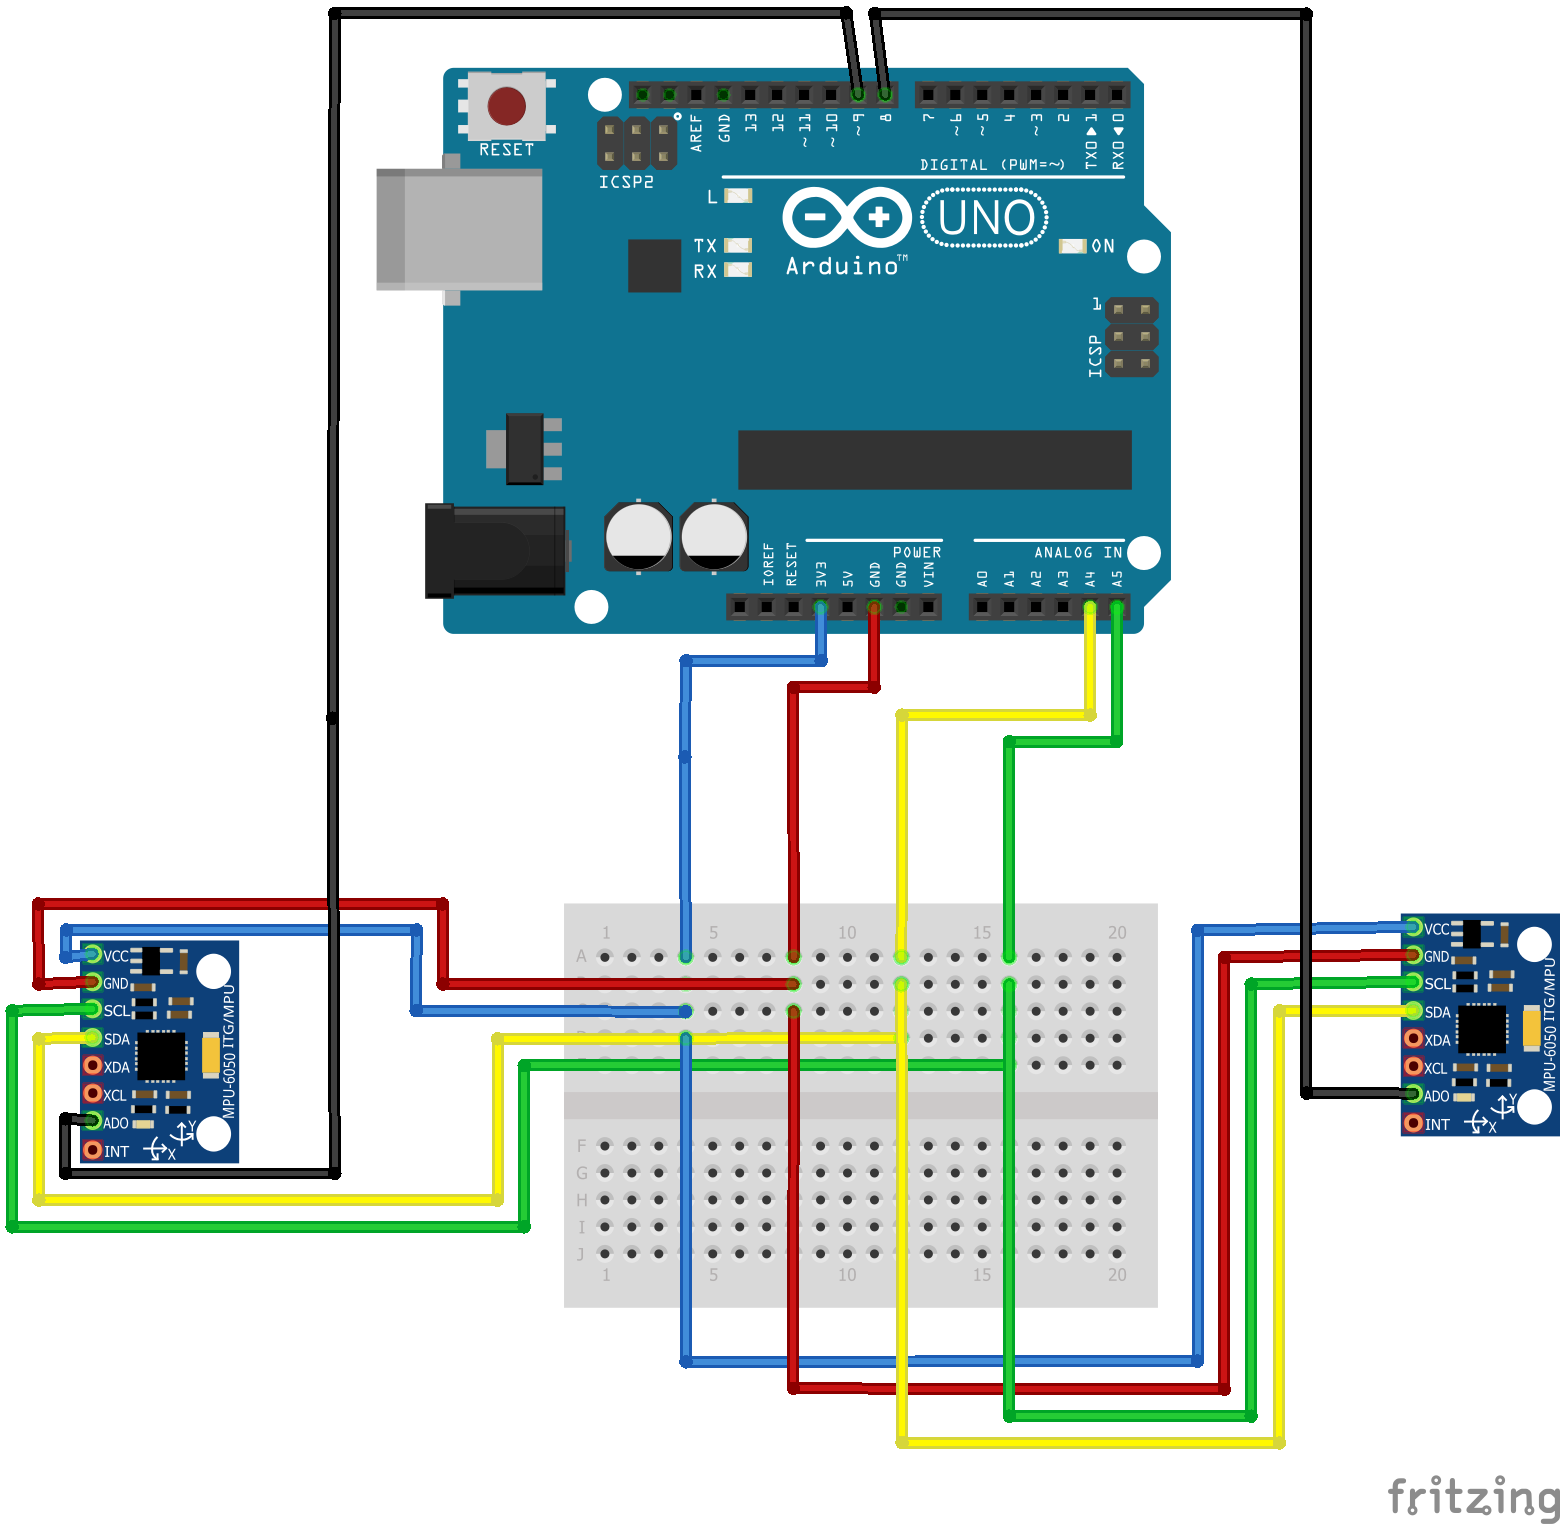 RESET
ICSP2
AREF
GND
13
12
~11
~10
~9
8
7
~6
~5
4
~3
2
TX0 1
RX0 0
DIGITAL (PWM=~)
L
TX
RX
UNO
Arduino™
ON
1
ICSP
POWER
ANALOG IN
IOREF
RESET
3V3
5V
GND
GND
VIN
A0
A1
A2
A3
A4
A5
1 5 10 15 20
A
F
G
H
I
J
1 5 10 15 20
VCC
GND
SCL
SDA
XDA
XCL
ADO
INT
MPU-6050 ITG/MPU
Y
X
VCC
GND
SCL
SDA
XDA
XCL
ADO
INT
MPU-6050 ITG/MPU
Y
X
fritzing